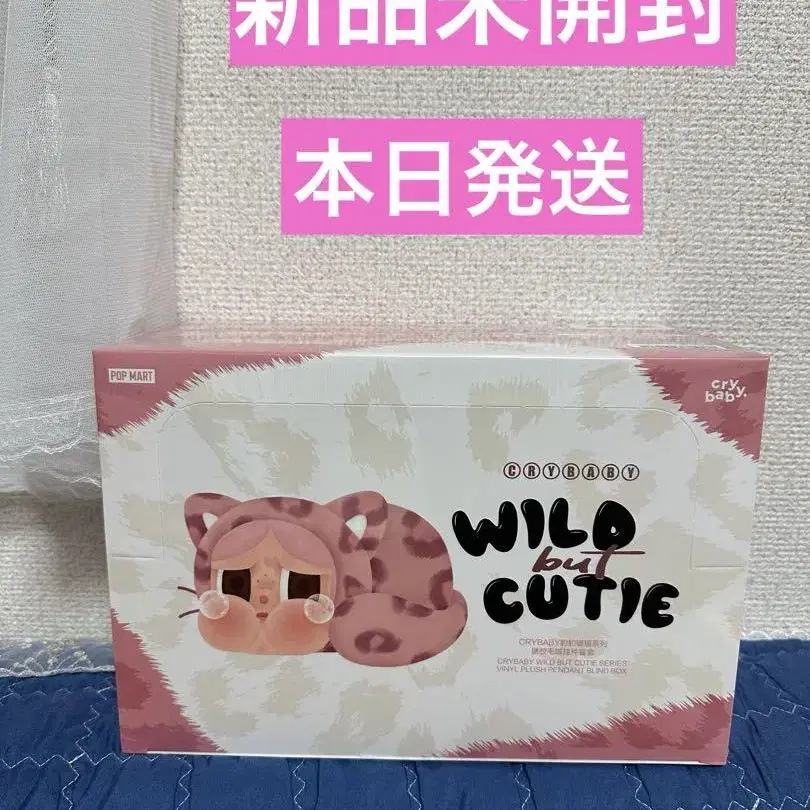 新品未開封
本日発送
POP MART
cry
baby.
CRYBABY
WILD
but
CUTIE
CRYBABY WILD BUT CUTIE SERIES
VINYL PLUSH PENDANT BLIND BOX